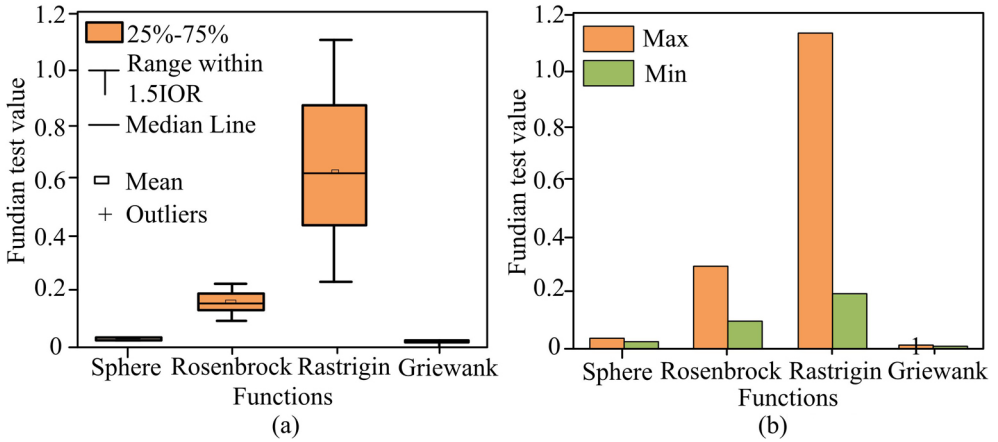 1.2
1.0
0.8
0.6
0.4
0.2
0
Fundian test value
25%-75%
Range within
1.5IOR
Median Line
Mean
Outliers
Sphere Rosenbrock Rastrigin Griewank
Functions
(a)
1.2
1.0
0.8
0.6
0.4
0.2
0
Fundian test value
Max
Min
1
Sphere Rosenbrock Rastrigin Griewank
Functions
(b)